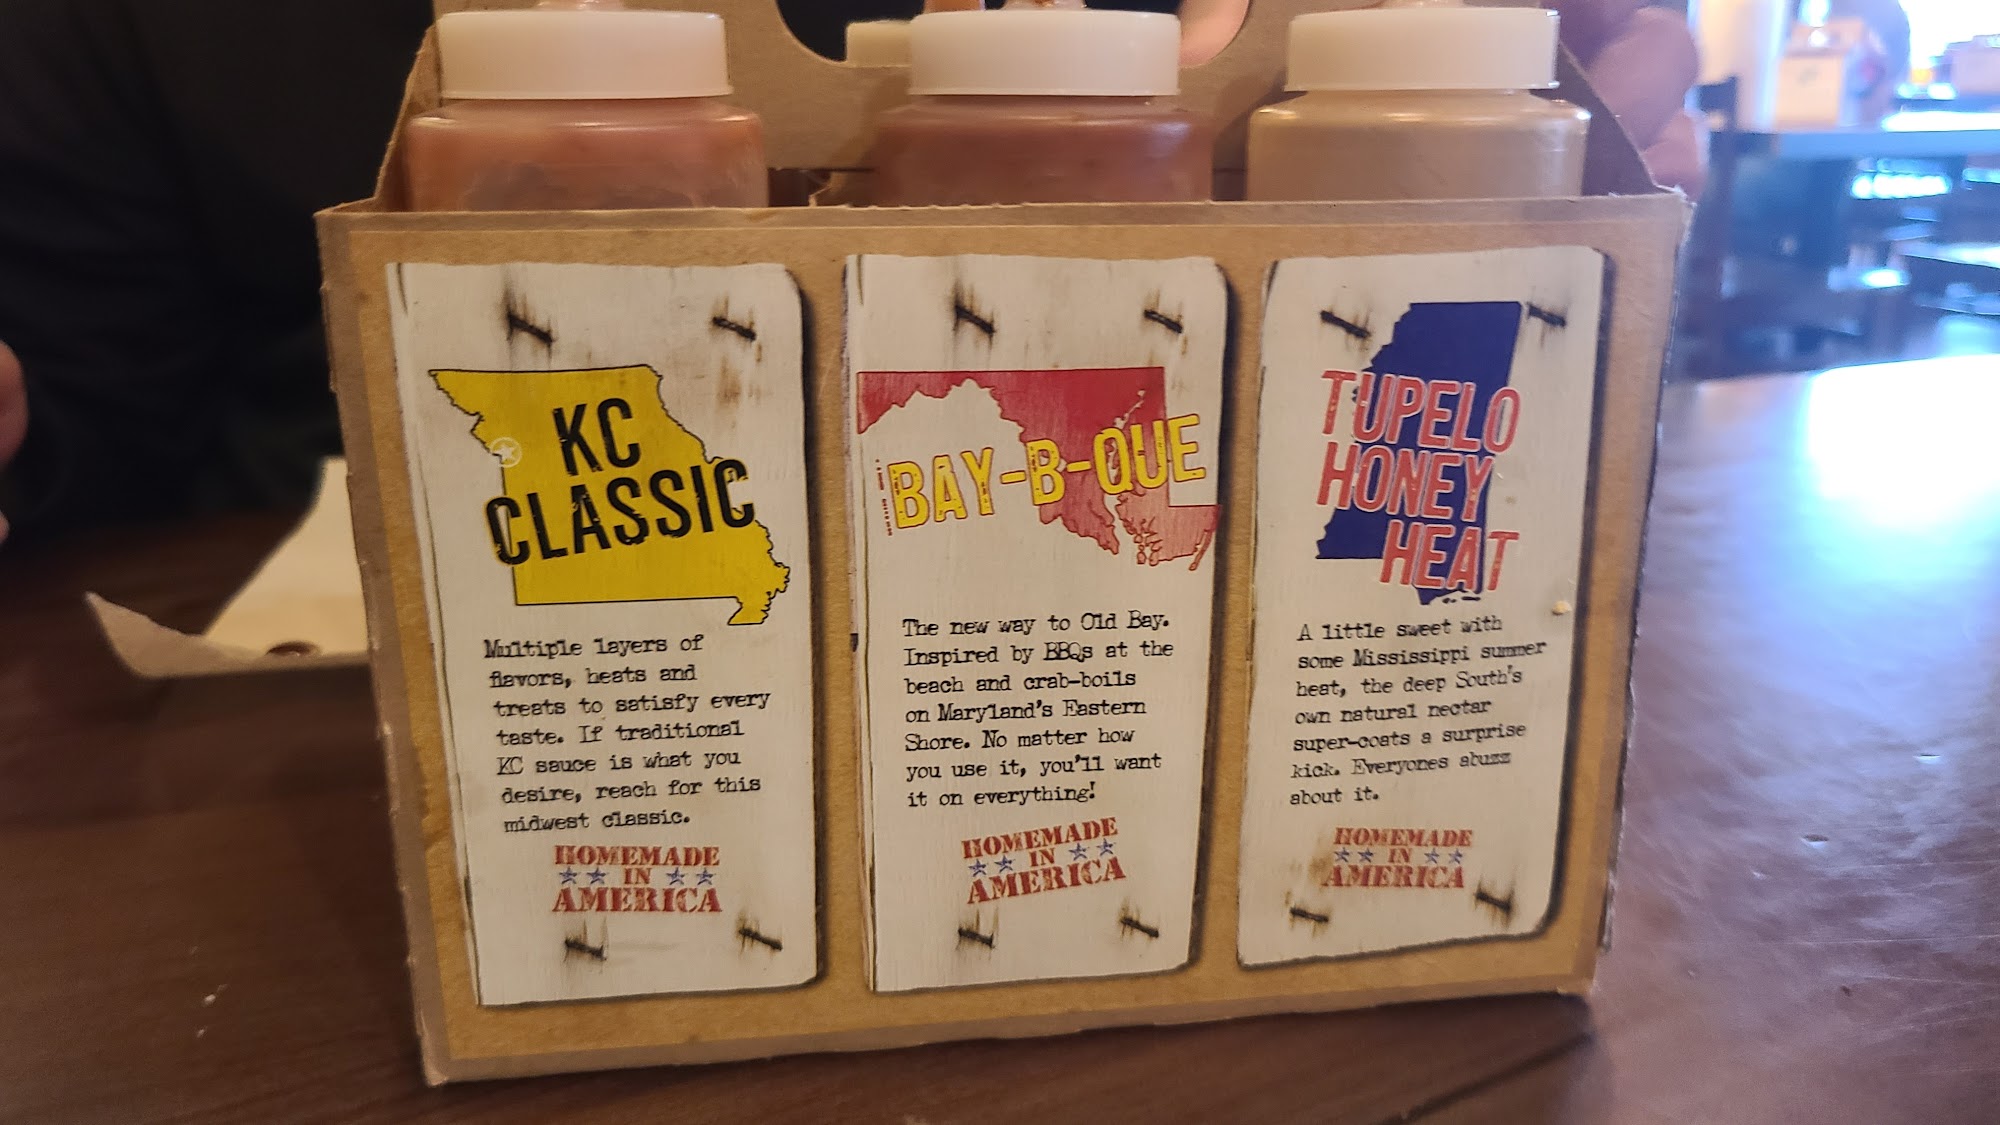 KC
CLASSIC
Multiple layers of
flavors, heats and
treats to satisfy every
taste. If traditional
KC sauce is what you
desire, reach for this
midwest classic.
HOMEMADE
IN
AMERICA
BAY-B-QUE
The new way to Old Bay.
Inspired by BBQs at the
beach and crab-boils
on Maryland's Eastern
Shore. No matter how
you use it, you'll want
it on everything!
HOMEMADE
IN
AMERICA
TUPELO
HONEY
HEAT
A little sweet with
some Mississippi summer
heat, the deep South's
own natural nectar
super-coats a surprise
kick. Everyones abuzz
about it.
HOMEMADE
IN
AMERICA